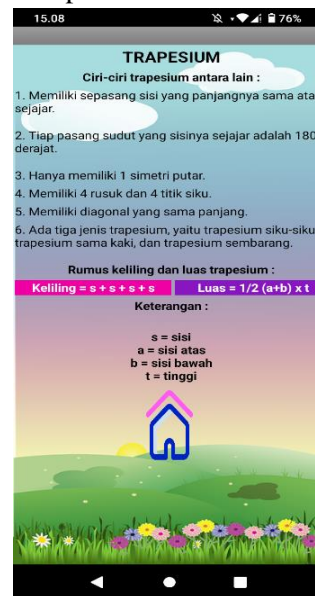 15.08
76%
TRAPESIUM
Ciri-ciri trapesium antara lain :
1. Memiliki sepasang sisi yang panjangnya sama ata
sejajar.
2. Tiap pasang sudut yang sisinya sejajar adalah 180
derajat.
3. Hanya memiliki 1 simetri putar.
4. Memiliki 4 rusuk dan 4 titik siku.
5. Memiliki diagonal yang sama panjang.
6. Ada tiga jenis trapesium, yaitu trapesium siku-siku
trapesium sama kaki, dan trapesium sembarang.
Rumus keliling dan luas trapesium :
Keliling = s + s + s + s
Luas = 1/2 (a+b) x t
Keterangan :
s = sisi
a = sisi atas
b = sisi bawah
t = tinggi